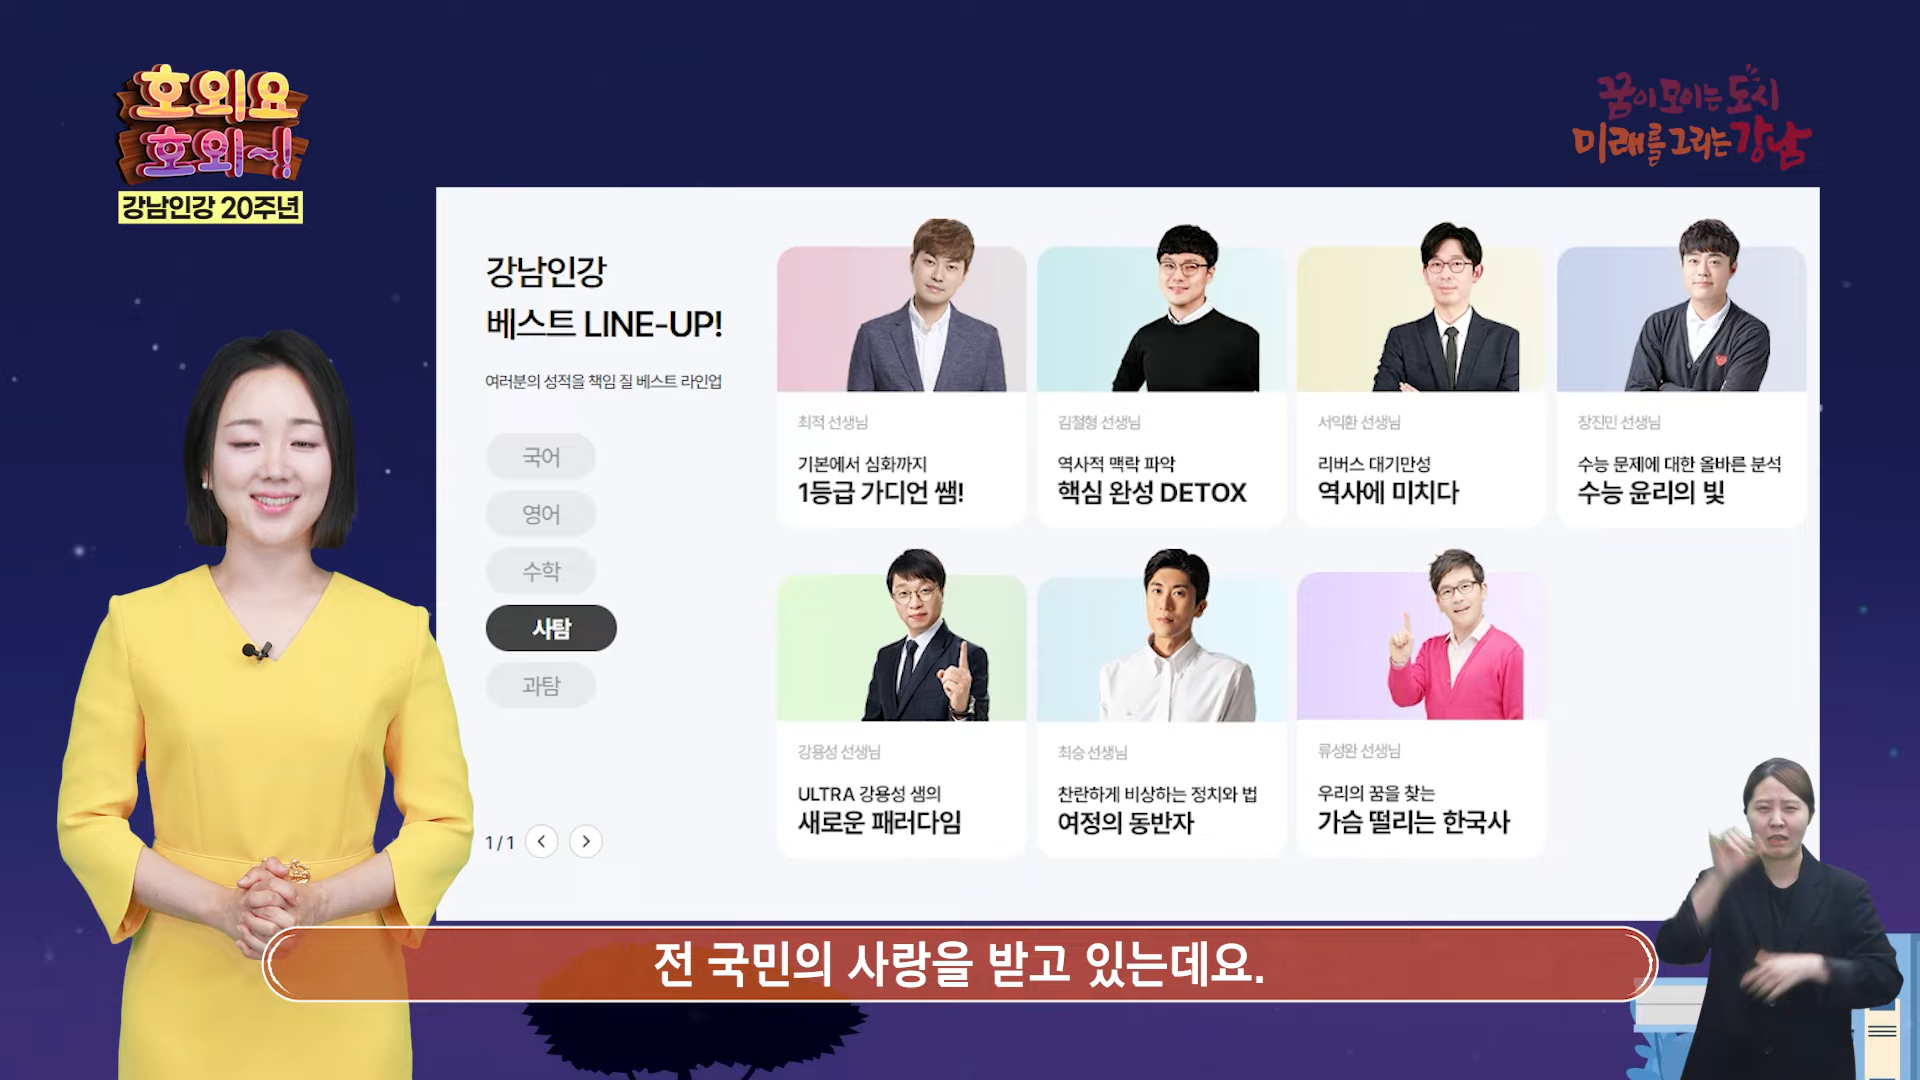 호외요
호외~!
강남인강 20주년
꿈이 모이는 도시
미래를 그리는 강남
강남인강
베스트 LINE-UP!
여러분의 성적을 책임 질 베스트 라인업
국어
영어
수학
사탐
과탐
1 / 1
최적 선생님
기본에서 심화까지
1등급 가디언 쌤!
김철형 선생님
역사적 맥락 파악
핵심 완성 DETOX
서익환 선생님
리버스 대기만성
역사에 미치다
장진민 선생님
수능 문제에 대한 올바른 분석
수능 윤리의 빛
강용성 선생님
ULTRA 강용성 샘의
새로운 패러다임
최승 선생님
찬란하게 비상하는 정치와 법
여정의 동반자
류성완 선생님
우리의 꿈을 찾는
가슴 떨리는 한국사
전 국민의 사랑을 받고 있는데요.